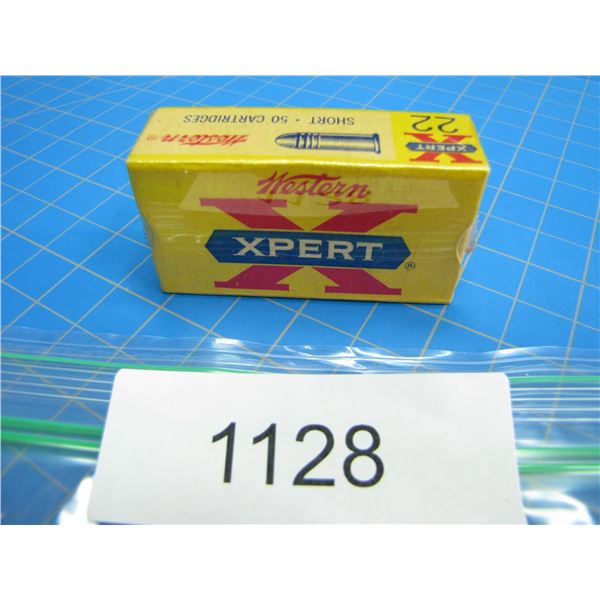 22
XPERT
X
SHORT • 50 CARTRIDGES
Western ®
Western
X
XPERT
®
1128